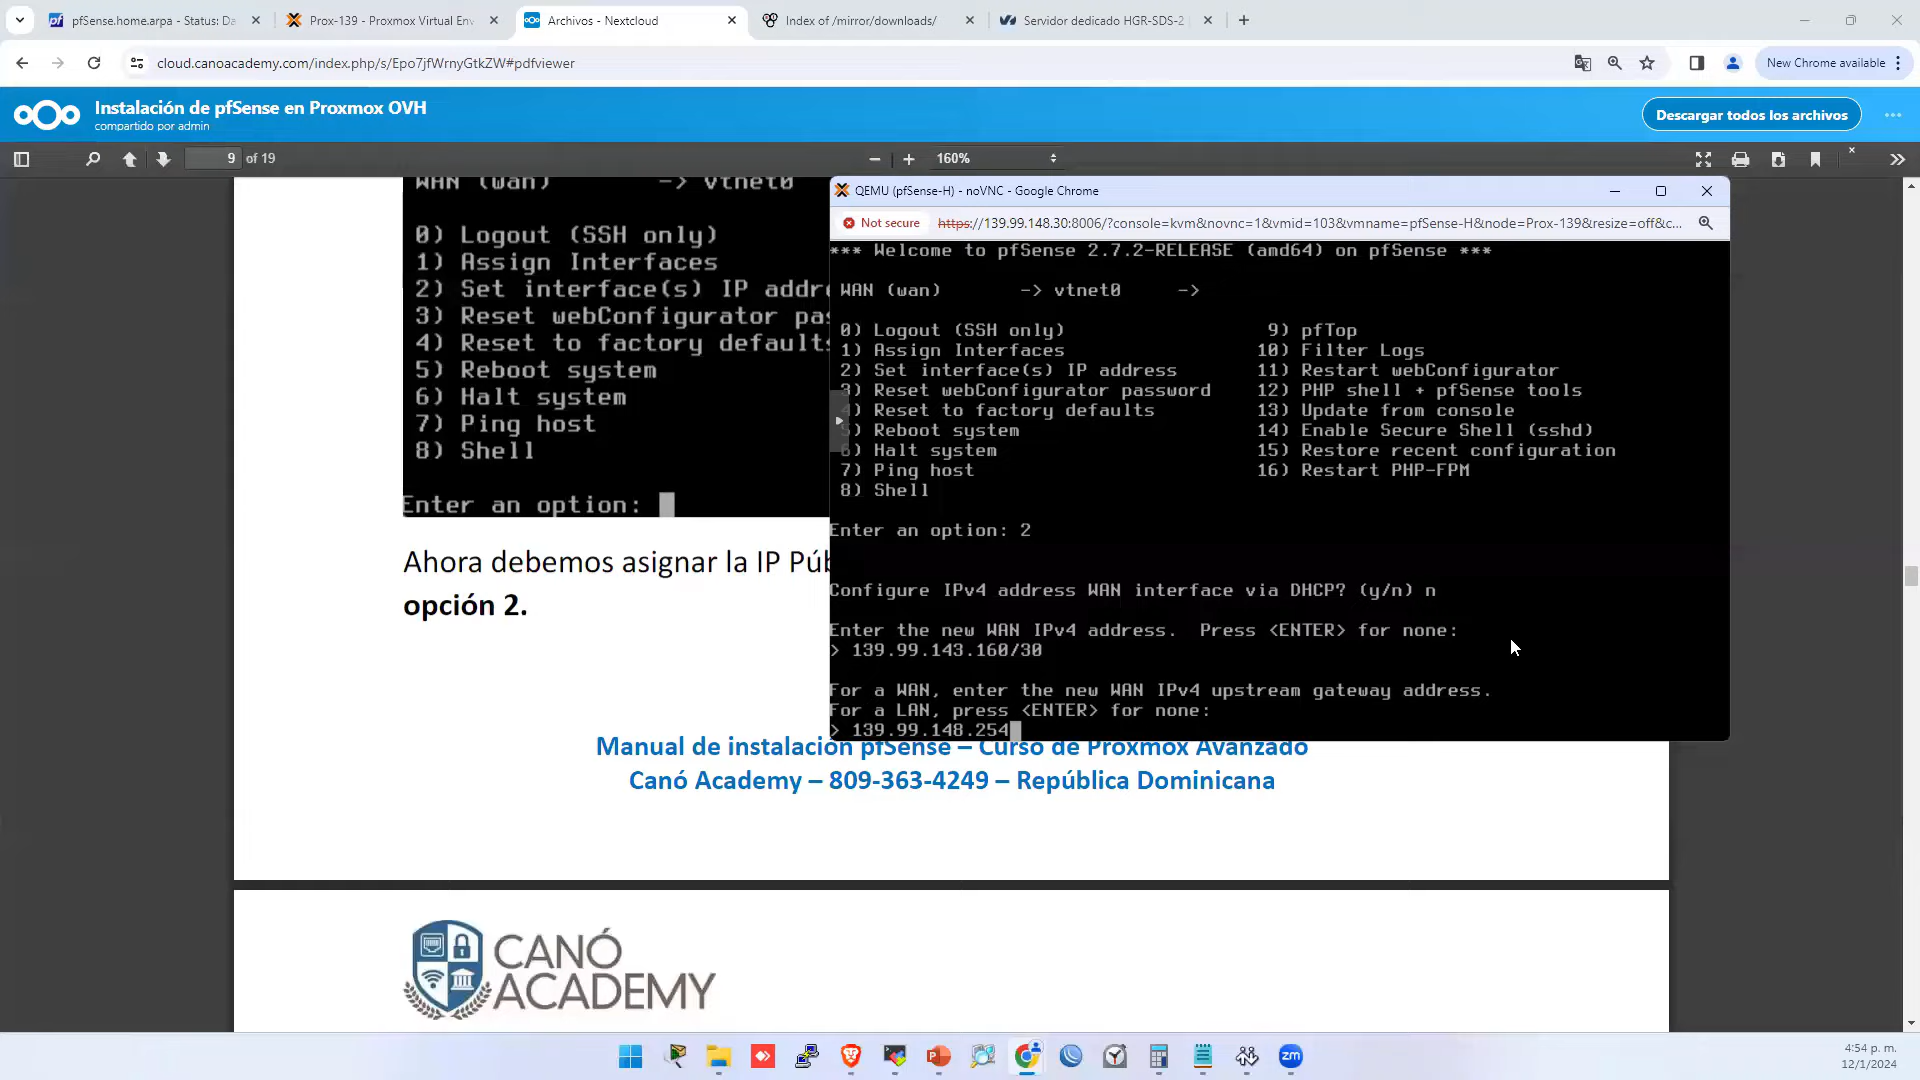 pfSense.home.arpa - Status: Da
Prox-139 - Proxmox Virtual Env
Archivos - Nextcloud
Index of /mirror/downloads/
Servidor dedicado HGR-SDS-2
cloud.canoacademy.com/index.php/s/Epo7jfWrnyGtkZW#pdfviewer
New Chrome available
Instalación de pfSense en Proxmox OVH
compartido por admin
Descargar todos los archivos
9 of 19
160%
WAN (wan) -> vtnet0
0) Logout (SSH only)
1) Assign Interfaces
2) Set interface(s) IP addre
3) Reset webConfigurator pas
4) Reset to factory defaults
5) Reboot system
6) Halt system
7) Ping host
8) Shell
Enter an option:
Ahora debemos asignar la IP Púb
opción 2.
Manual de instalación pfSense – Curso de Proxmox Avanzado
Canó Academy – 809-363-4249 – República Dominicana
CANÓ
ACADEMY
QEMU (pfSense-H) - noVNC - Google Chrome
Not secure https://139.99.148.30:8006/?console=kvm&novnc=1&vmid=103&vmname=pfSense-H&node=Prox-139&resize=off&c...
*** Welcome to pfSense 2.7.2-RELEASE (amd64) on pfSense ***
WAN (wan) -> vtnet0 ->
0) Logout (SSH only) 9) pfTop
1) Assign Interfaces 10) Filter Logs
2) Set interface(s) IP address 11) Restart webConfigurator
3) Reset webConfigurator password 12) PHP shell + pfSense tools
4) Reset to factory defaults 13) Update from console
5) Reboot system 14) Enable Secure Shell (sshd)
6) Halt system 15) Restore recent configuration
7) Ping host 16) Restart PHP-FPM
8) Shell
Enter an option: 2
Configure IPv4 address WAN interface via DHCP? (y/n) n
Enter the new WAN IPv4 address. Press <ENTER> for none:
> 139.99.143.160/30
For a WAN, enter the new WAN IPv4 upstream gateway address.
For a LAN, press <ENTER> for none:
> 139.99.148.254
zm
4:54 p. m.
12/1/2024